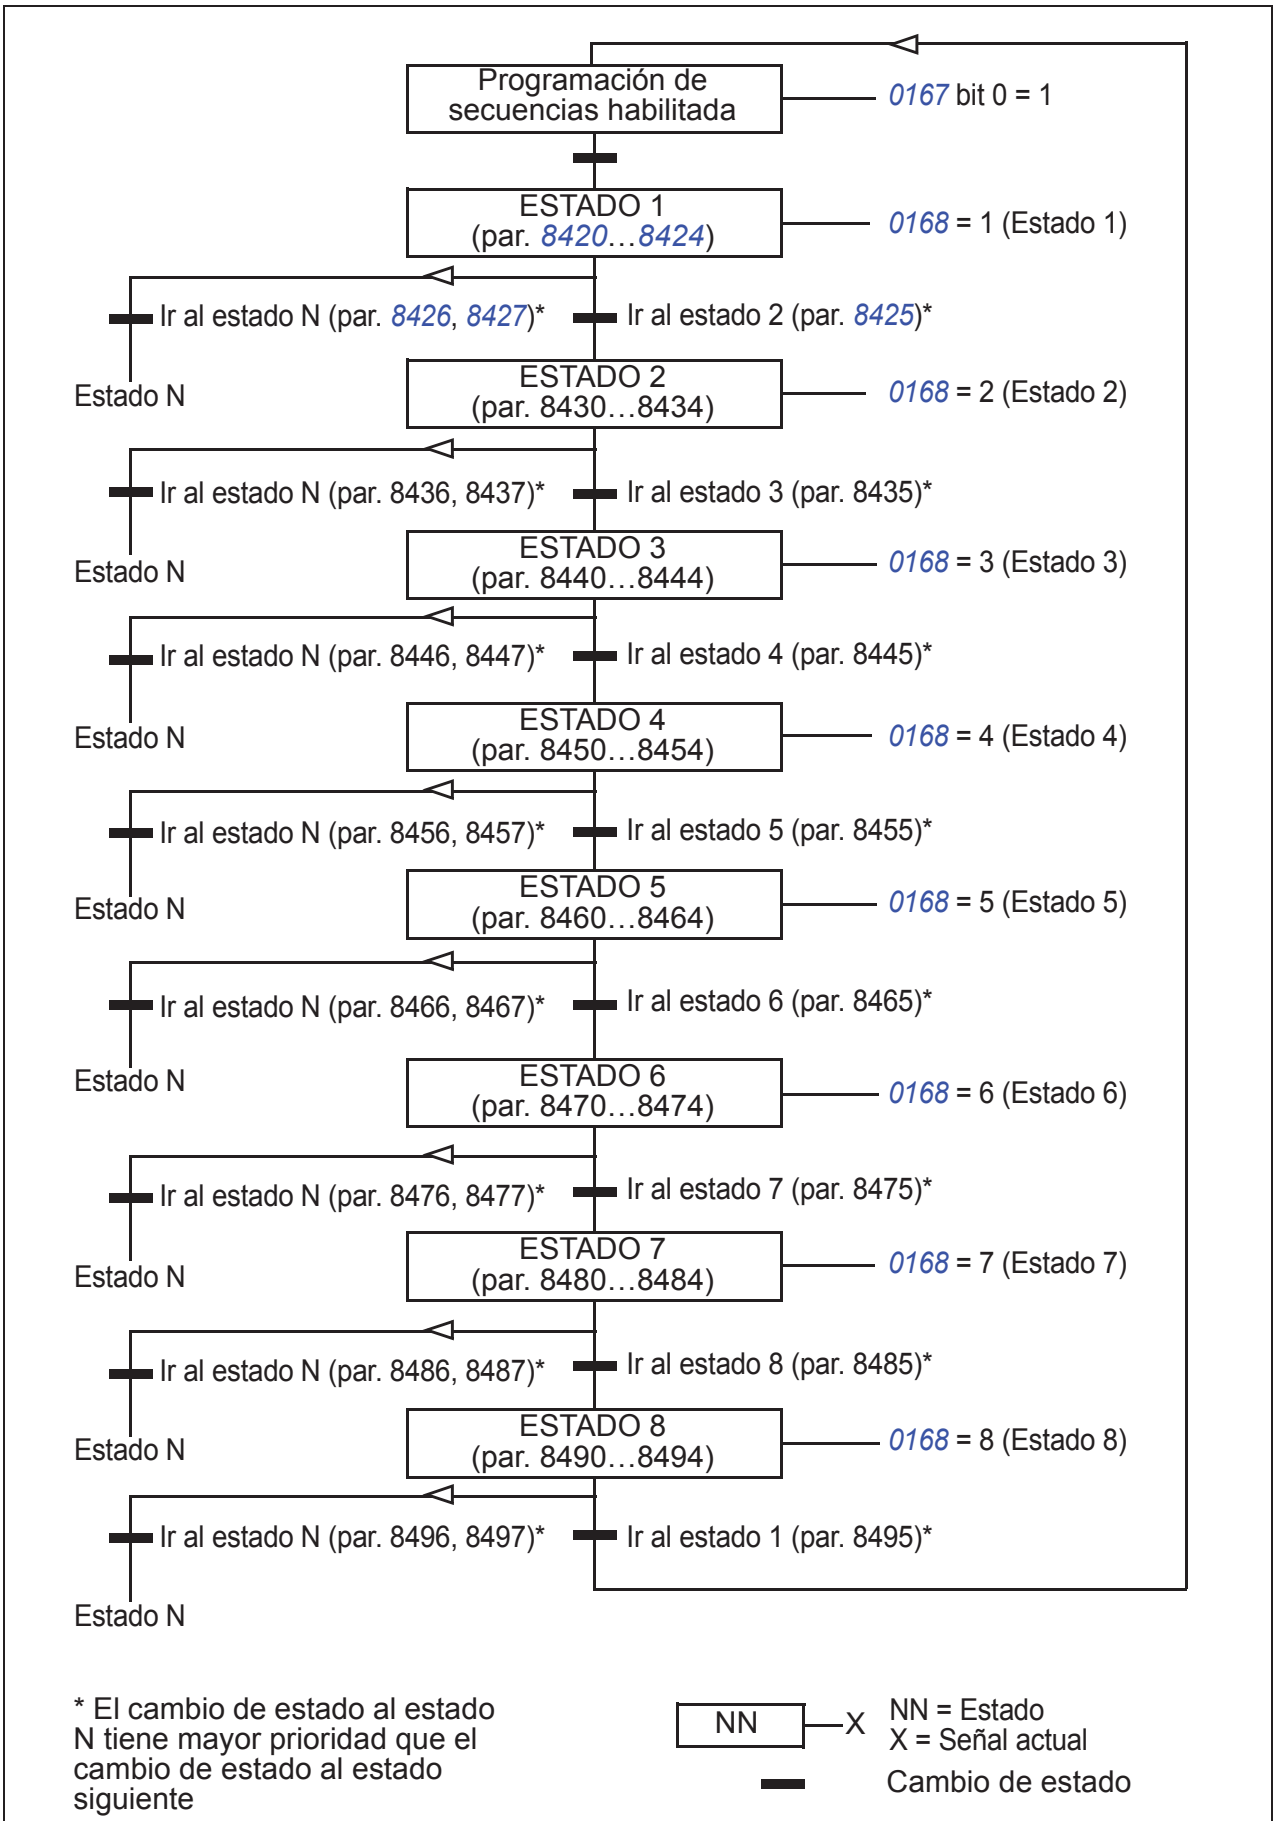 Programación de
secuencias habilitada
0167 bit 0 = 1
ESTADO 1
(par. 8420…8424)
0168 = 1 (Estado 1)
Ir al estado N (par. 8426, 8427)*
Ir al estado 2 (par. 8425)*
Estado N
ESTADO 2
(par. 8430…8434)
0168 = 2 (Estado 2)
Ir al estado N (par. 8436, 8437)*
Ir al estado 3 (par. 8435)*
Estado N
ESTADO 3
(par. 8440…8444)
0168 = 3 (Estado 3)
Ir al estado N (par. 8446, 8447)*
Ir al estado 4 (par. 8445)*
Estado N
ESTADO 4
(par. 8450…8454)
0168 = 4 (Estado 4)
Ir al estado N (par. 8456, 8457)*
Ir al estado 5 (par. 8455)*
Estado N
ESTADO 5
(par. 8460…8464)
0168 = 5 (Estado 5)
Ir al estado N (par. 8466, 8467)*
Ir al estado 6 (par. 8465)*
Estado N
ESTADO 6
(par. 8470…8474)
0168 = 6 (Estado 6)
Ir al estado N (par. 8476, 8477)*
Ir al estado 7 (par. 8475)*
Estado N
ESTADO 7
(par. 8480…8484)
0168 = 7 (Estado 7)
Ir al estado N (par. 8486, 8487)*
Ir al estado 8 (par. 8485)*
Estado N
ESTADO 8
(par. 8490…8494)
0168 = 8 (Estado 8)
Ir al estado N (par. 8496, 8497)*
Ir al estado 1 (par. 8495)*
Estado N
* El cambio de estado al estado
N tiene mayor prioridad que el
cambio de estado al estado
siguiente
NN
X
NN = Estado
X = Señal actual
Cambio de estado